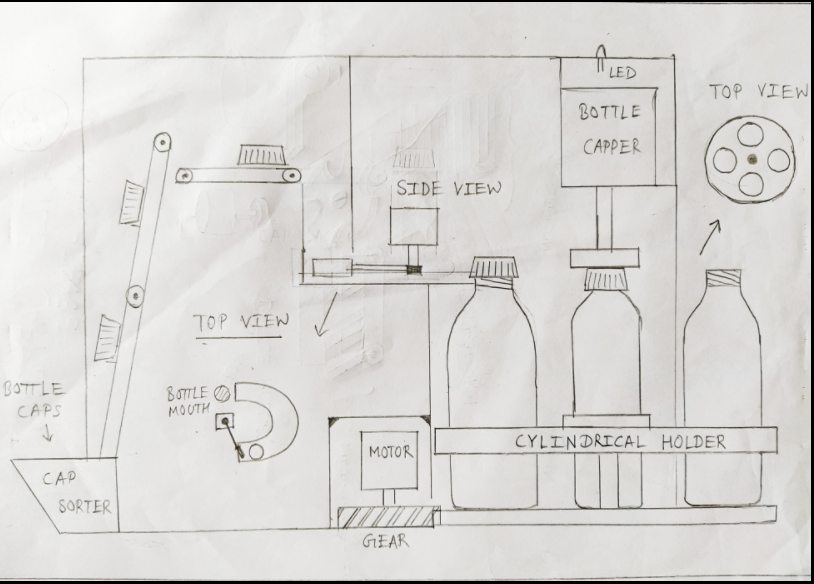 LED
TOP VIEW
BOTTLE
CAPPER
SIDE VIEW
TOP VIEW
BOTTLE
CAPS
BOTTLE
MOUTH
CYLINDRICAL HOLDER
MOTOR
CAP
SORTER
GEAR